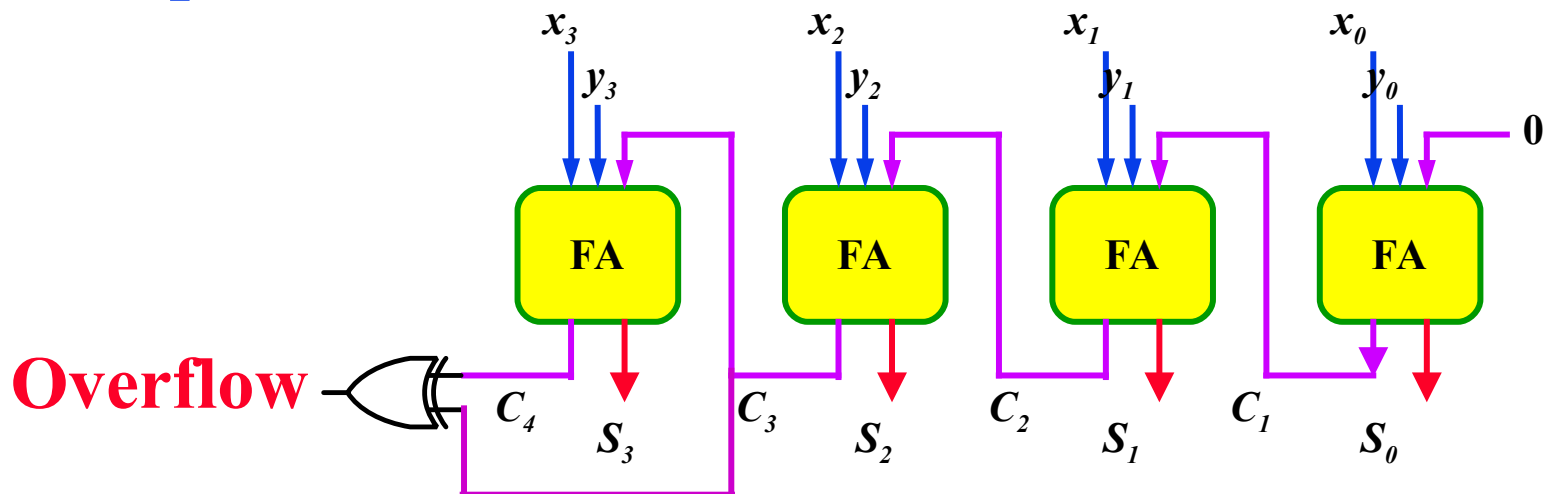 x₃ x₂ x₁ x₀
y₃ y₂ y₁ y₀
0
FA FA FA FA
Overflow
C₄ C₃ C₂ C₁
S₃ S₂ S₁ S₀